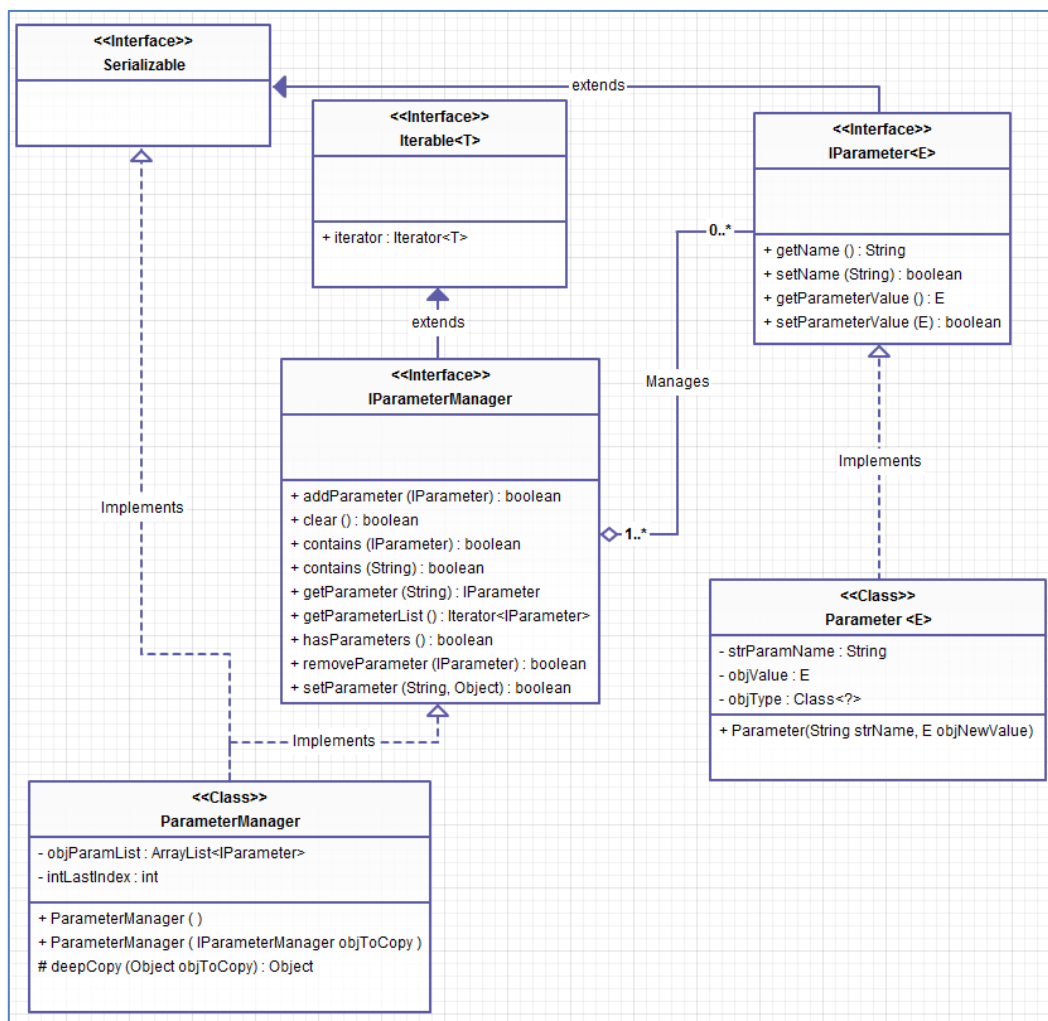 <<Interface>>
Serializable
extends
<<Interface>>
Iterable<T>
+ iterator : Iterator<T>
<<Interface>>
IParameter<E>
+ getName () : String
+ setName (String) : boolean
+ getParameterValue () : E
+ setParameterValue (E) : boolean
0..*
extends
Manages
<<Interface>>
IParameterManager
+ addParameter (IParameter) : boolean
+ clear () : boolean
+ contains (IParameter) : boolean
+ contains (String) : boolean
+ getParameter (String) : IParameter
+ getParameterList () : Iterator<IParameter>
+ hasParameters () : boolean
+ removeParameter (IParameter) : boolean
+ setParameter (String, Object) : boolean
1..*
Implements
Implements
<<Class>>
Parameter <E>
- strParamName : String
- objValue : E
- objType : Class<?>
+ Parameter(String strName, E objNewValue)
Implements
<<Class>>
ParameterManager
- objParamList : ArrayList<IParameter>
- intLastIndex : int
+ ParameterManager ( )
+ ParameterManager ( IParameterManager objToCopy )
# deepCopy (Object objToCopy) : Object